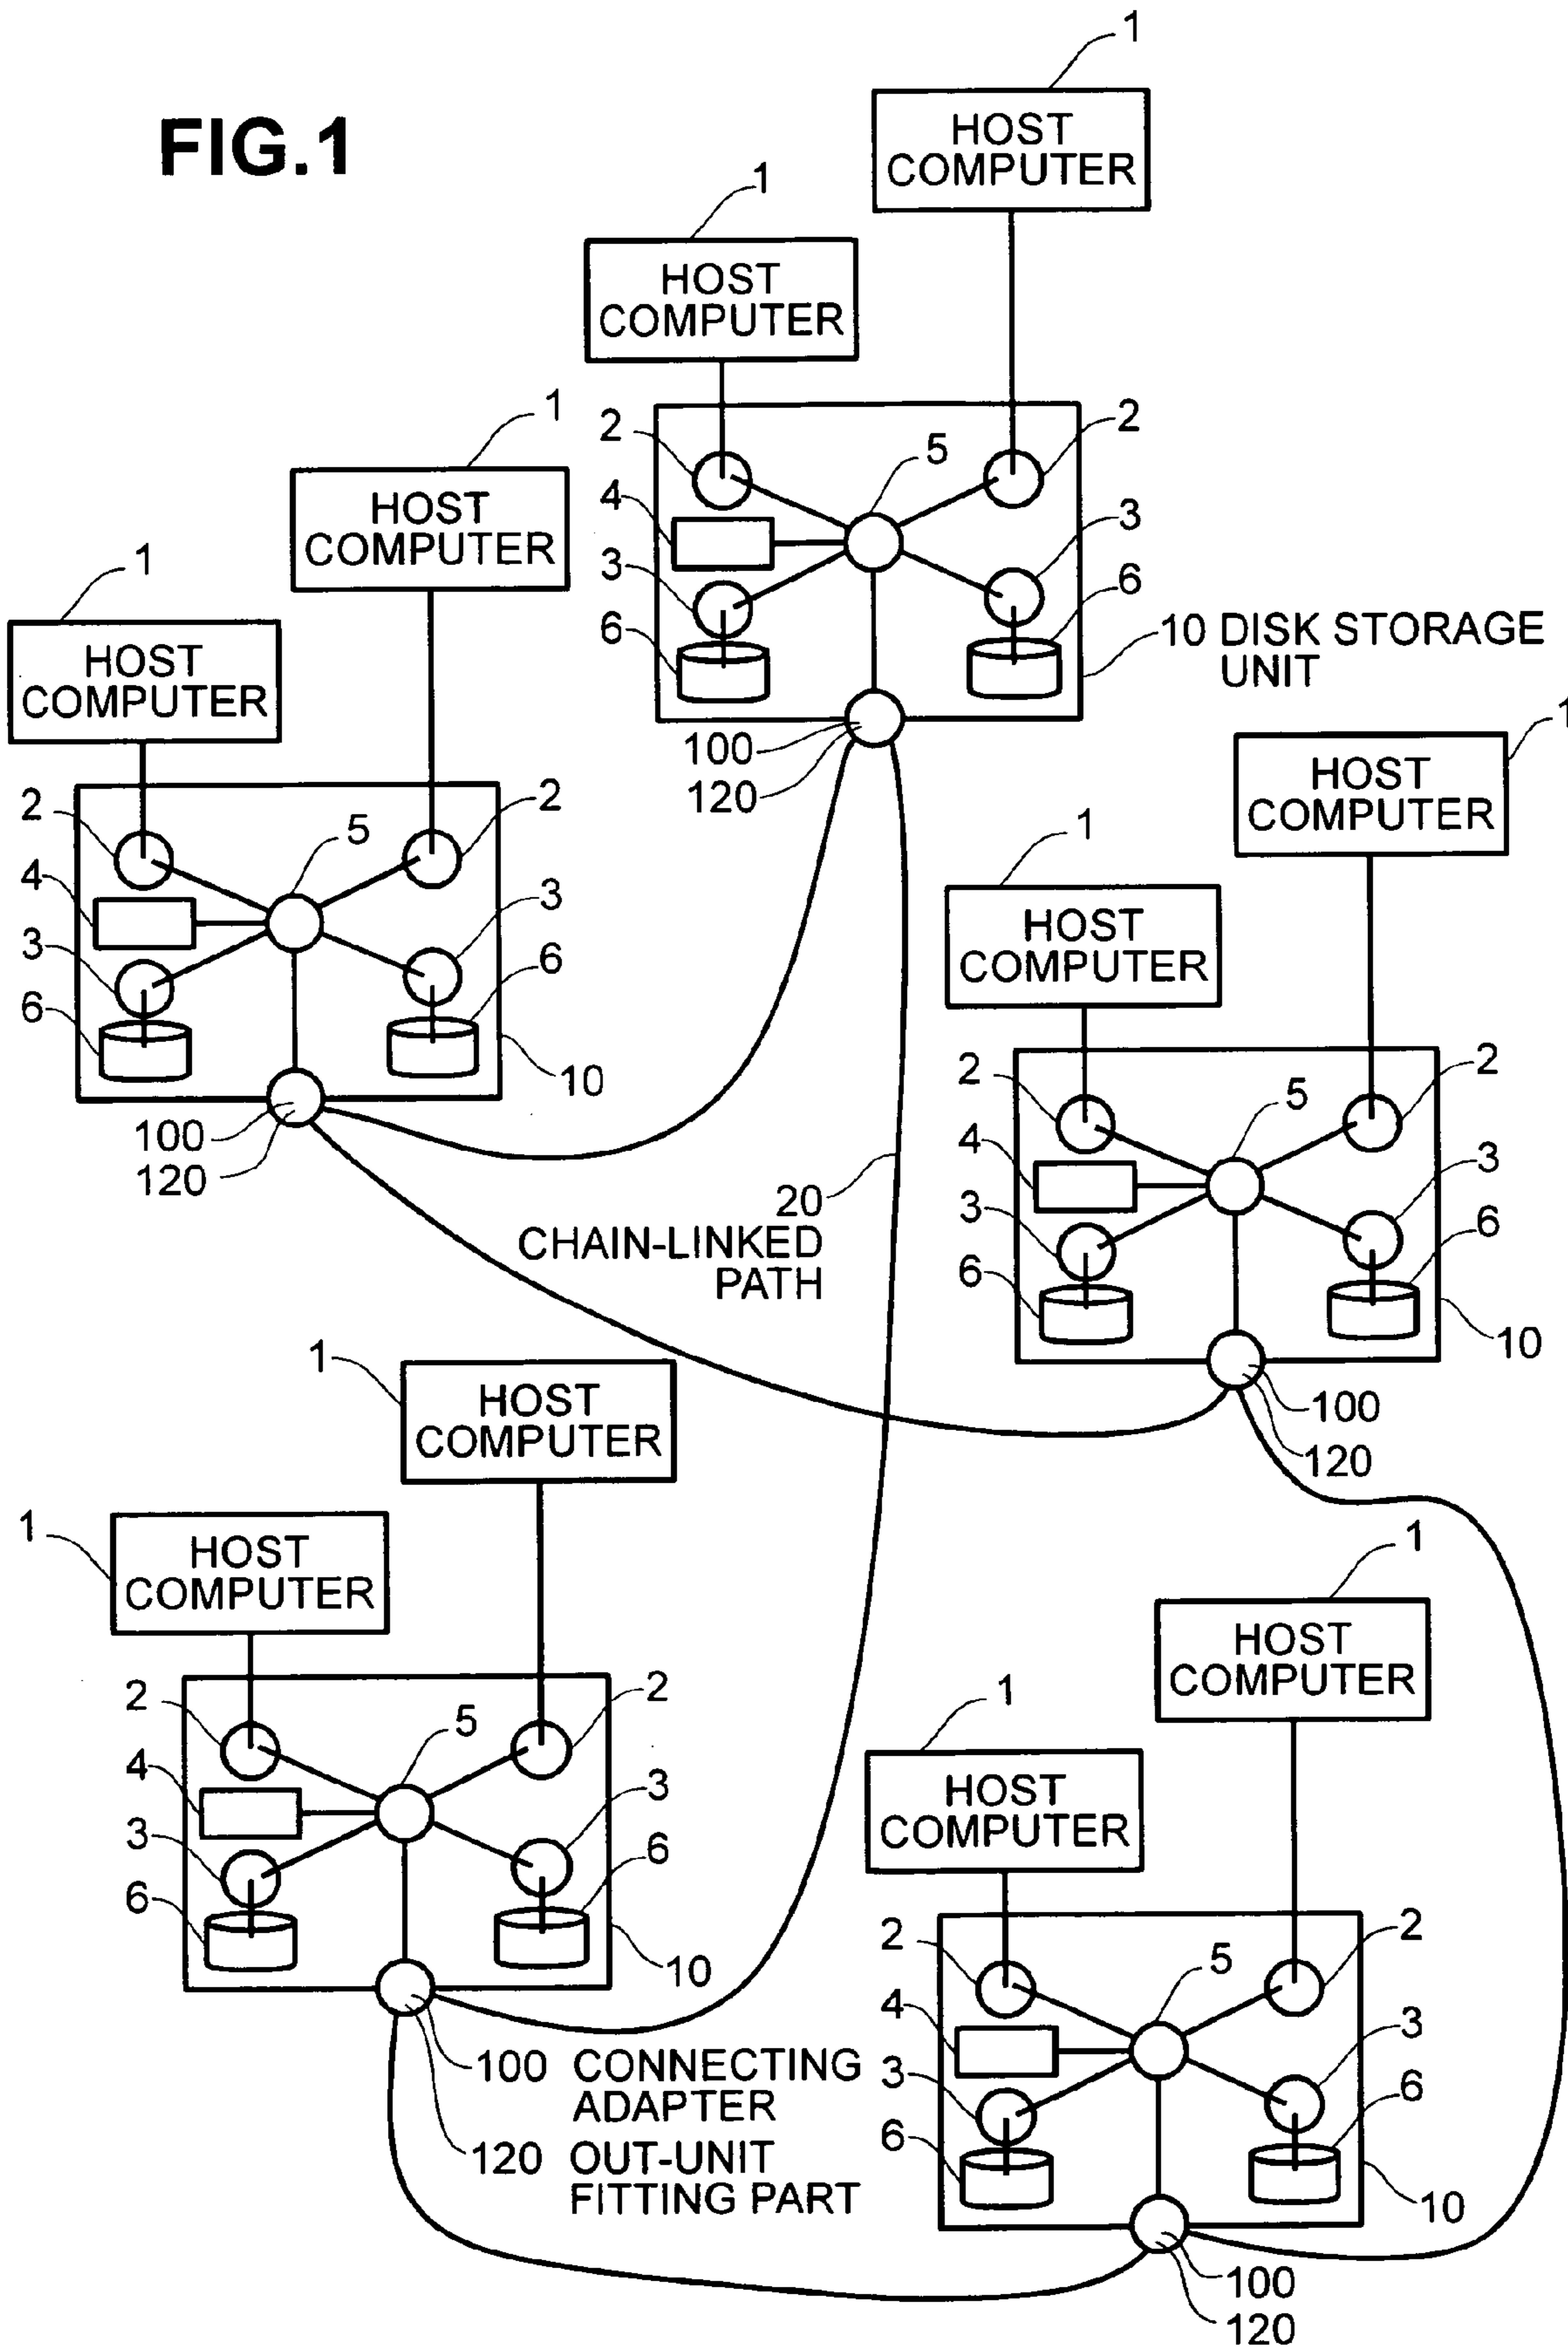 FIG.1
1
HOST
COMPUTER
1
HOST
COMPUTER
2
2
5
4
3
3
6
6
10 DISK STORAGE
UNIT
100
120
1
HOST
COMPUTER
1
HOST
COMPUTER
2
2
5
4
3
3
6
6
10
100
120
1
HOST
COMPUTER
1
HOST
COMPUTER
2
2
5
4
3
3
6
6
10
100
120
20
CHAIN-LINKED
PATH
1
HOST
COMPUTER
1
HOST
COMPUTER
2
2
5
4
3
3
6
6
10
100 CONNECTING
ADAPTER
120 OUT-UNIT
FITTING PART
1
HOST
COMPUTER
1
HOST
COMPUTER
2
2
5
4
3
3
6
6
10
100
120